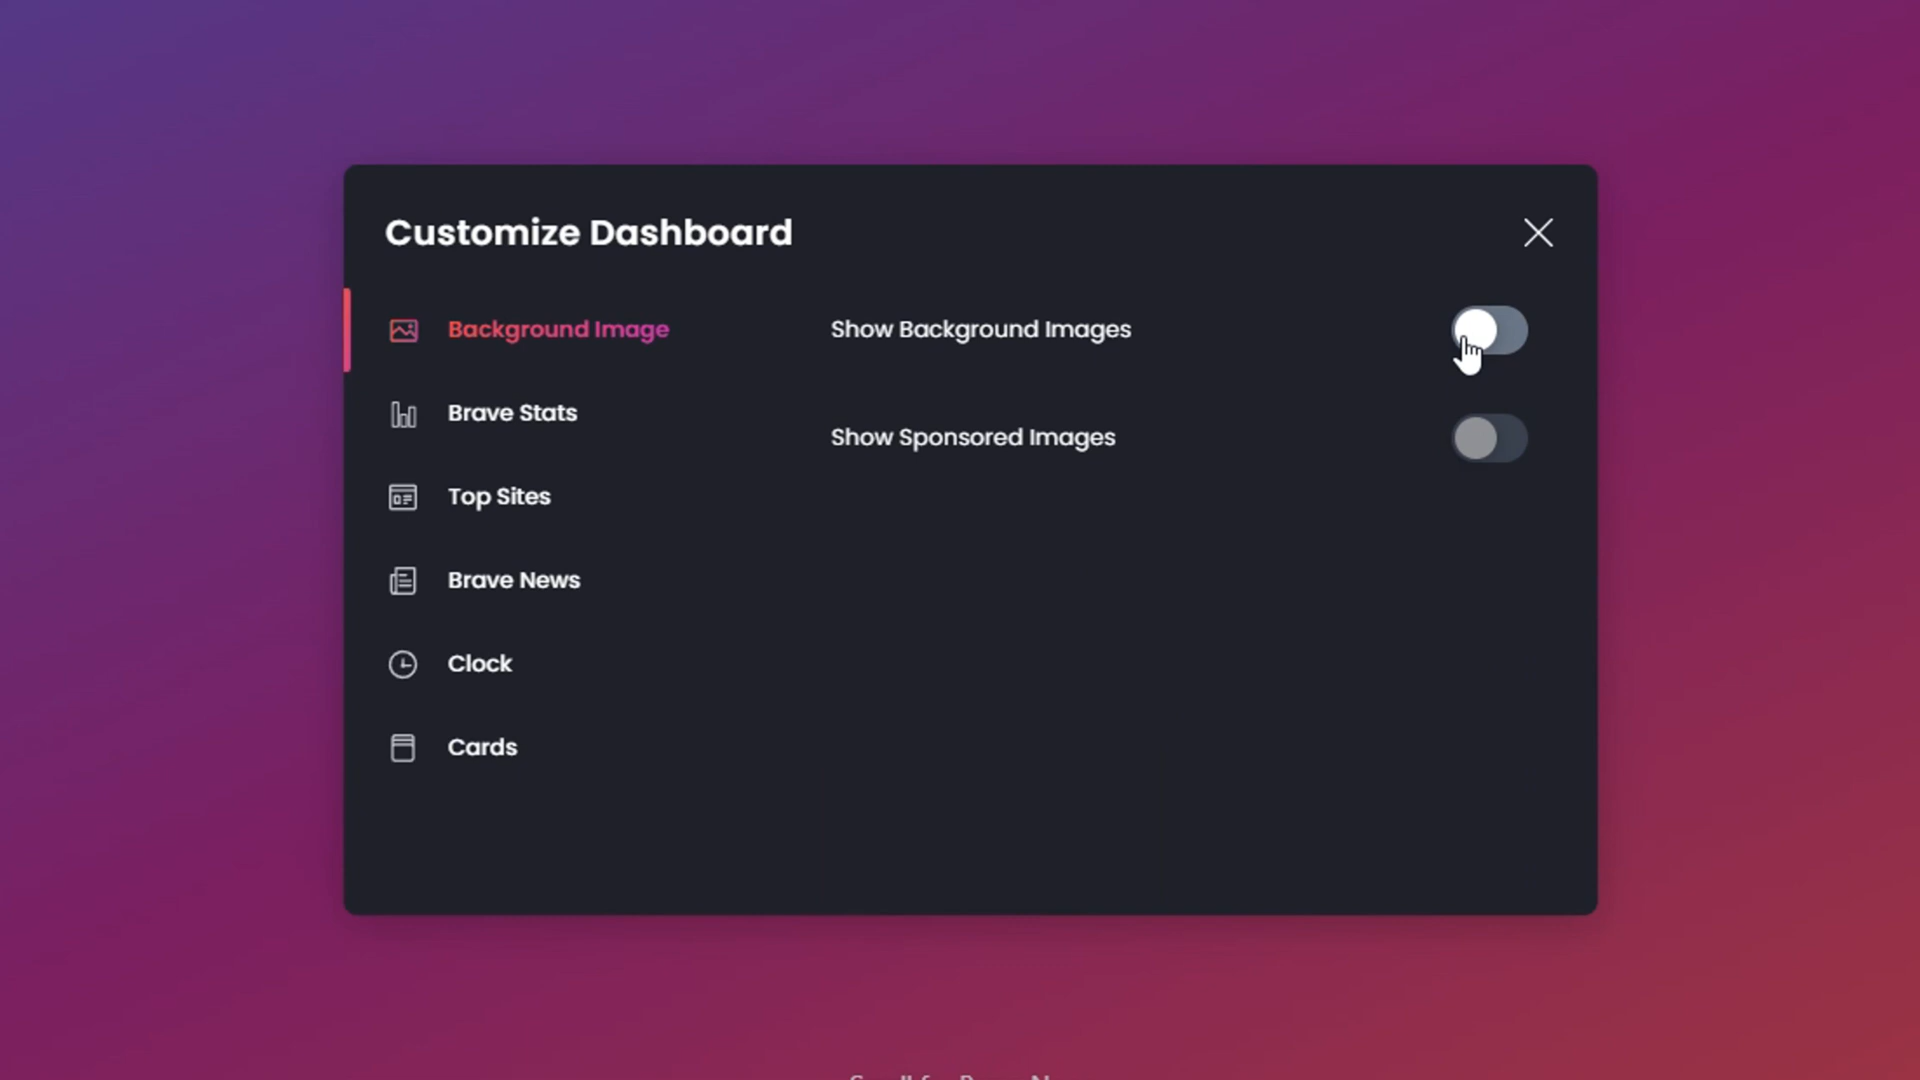 Customize Dashboard
Background Image
Show Background Images
Brave Stats
Show Sponsored Images
Top Sites
Brave News
Clock
Cards